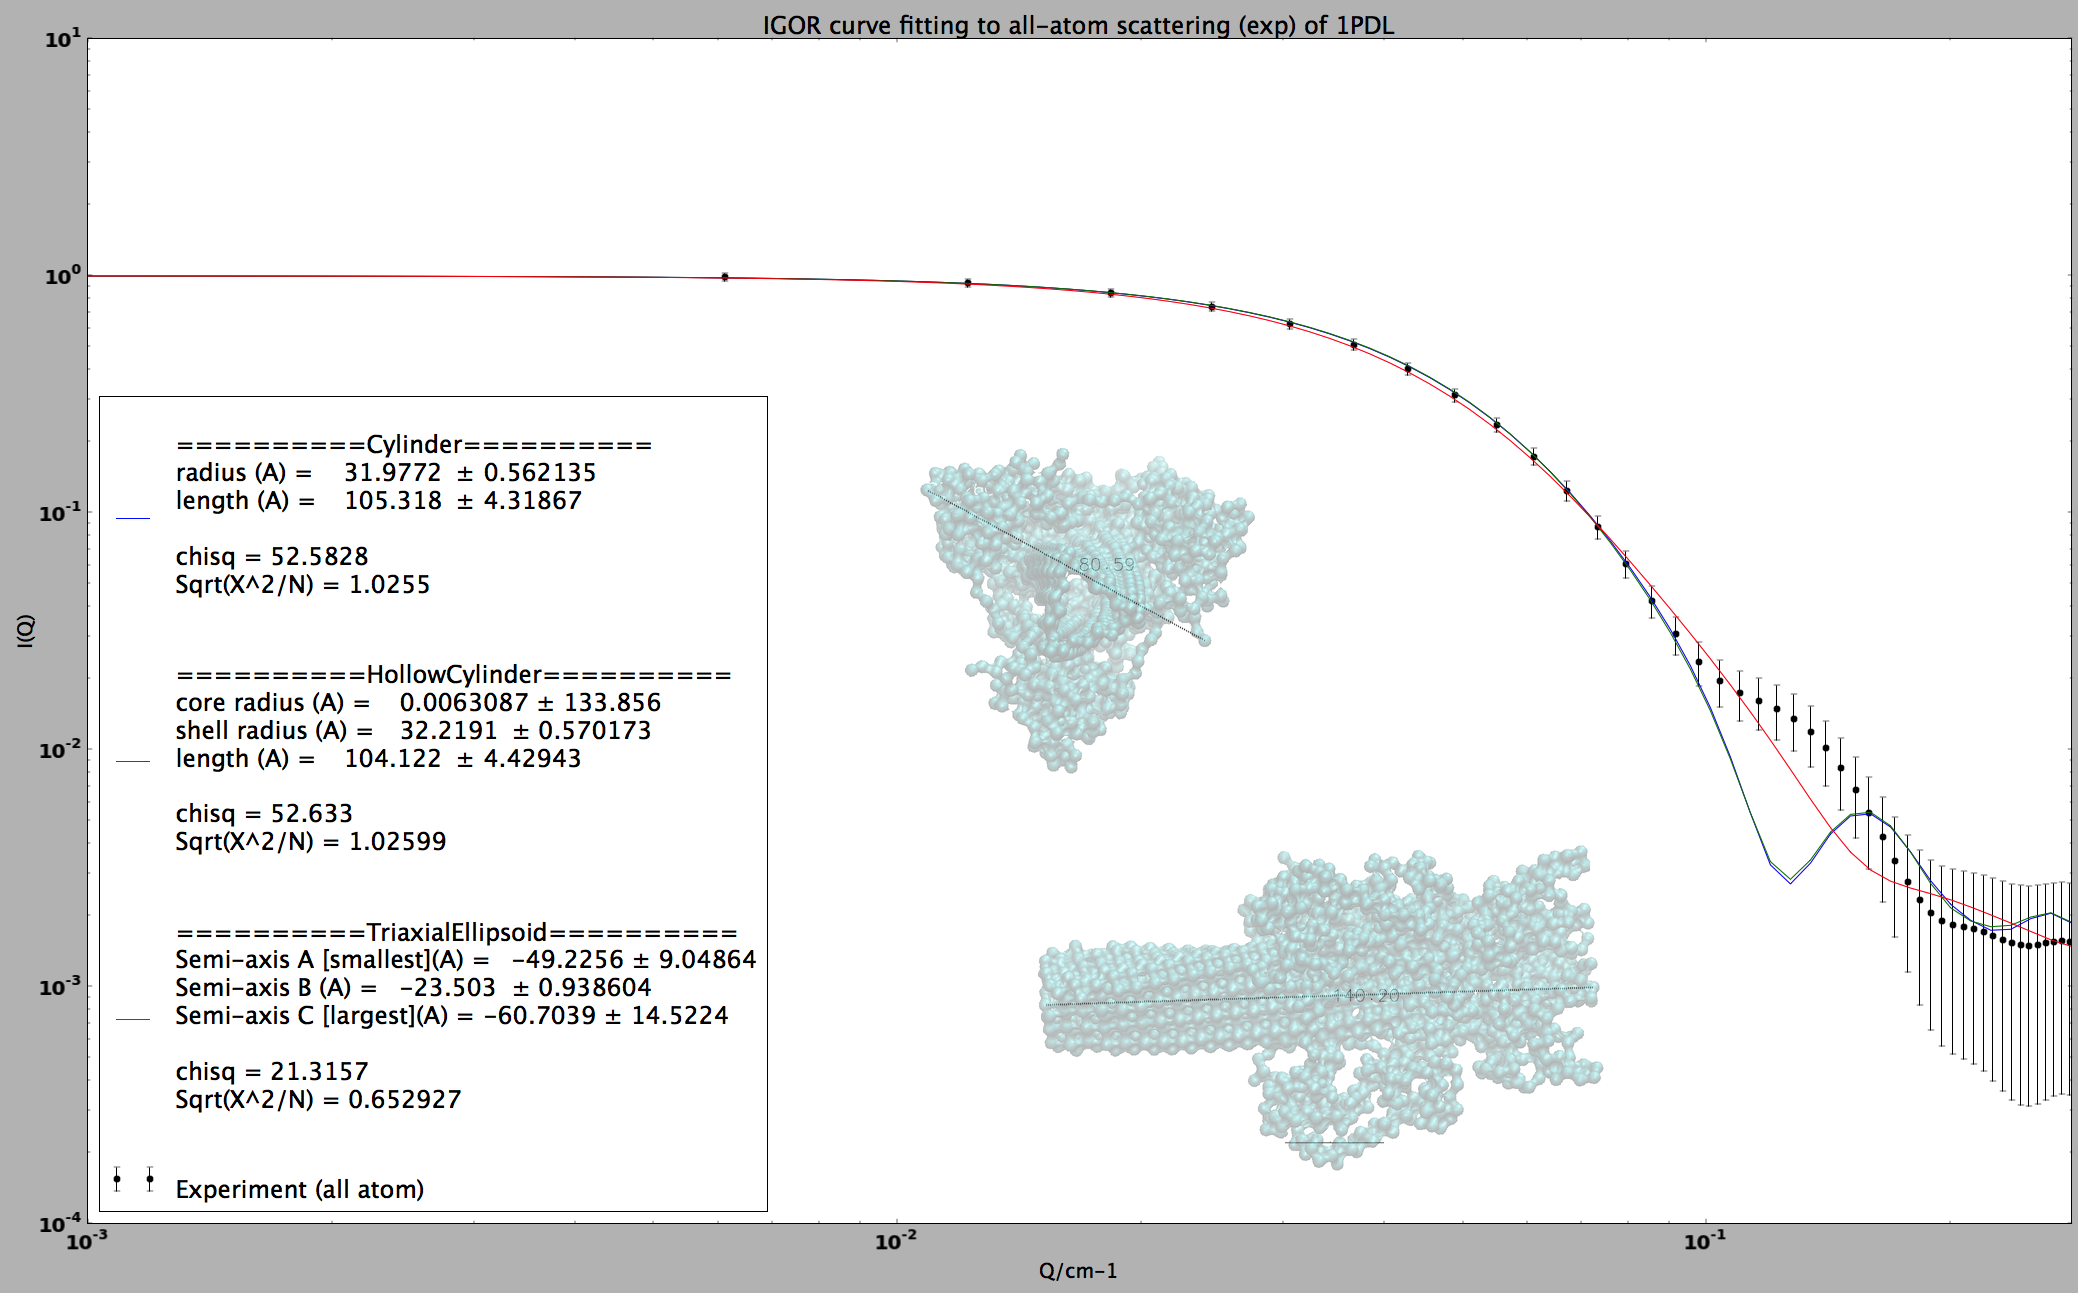 IGOR curve fitting to all-atom scattering (exp) of 1PDL
10^1
10^0
10^-1
10^-2
10^-3
10^-4
I(Q)
==========Cylinder==========
radius (A) = 31.9772 ± 0.562135
length (A) = 105.318 ± 4.31867
chisq = 52.5828
Sqrt(X^2/N) = 1.0255
==========HollowCylinder==========
core radius (A) = 0.0063087 ± 133.856
shell radius (A) = 32.2191 ± 0.570173
length (A) = 104.122 ± 4.42943
chisq = 52.633
Sqrt(X^2/N) = 1.02599
==========TriaxialEllipsoid==========
Semi-axis A [smallest](A) = -49.2256 ± 9.04864
Semi-axis B (A) = -23.503 ± 0.938604
Semi-axis C [largest](A) = -60.7039 ± 14.5224
chisq = 21.3157
Sqrt(X^2/N) = 0.652927
Experiment (all atom)
80.59
140.20
10^-3
10^-2
10^-1
Q/cm-1